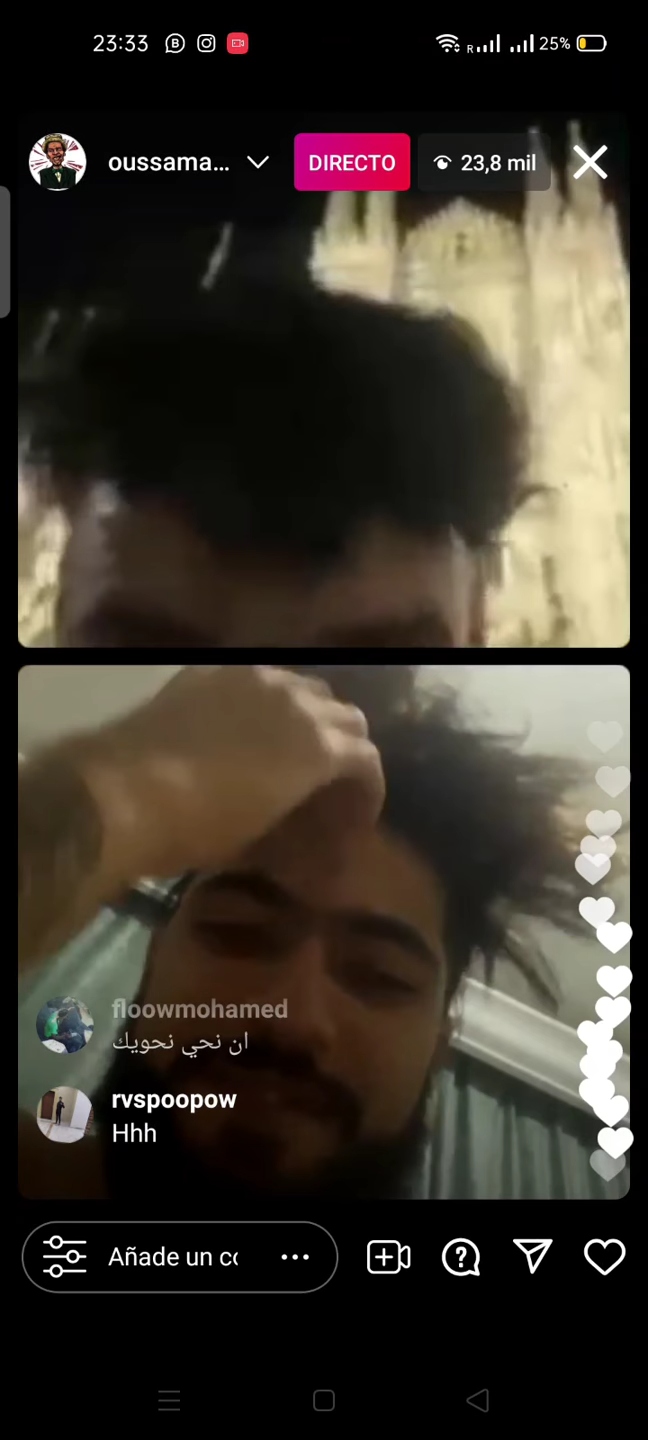 23:33
R
25%
oussama...
DIRECTO
23,8 mil
floowmohamed
ان نحي نحويك
rvspoopow
Hhh
Añade un co